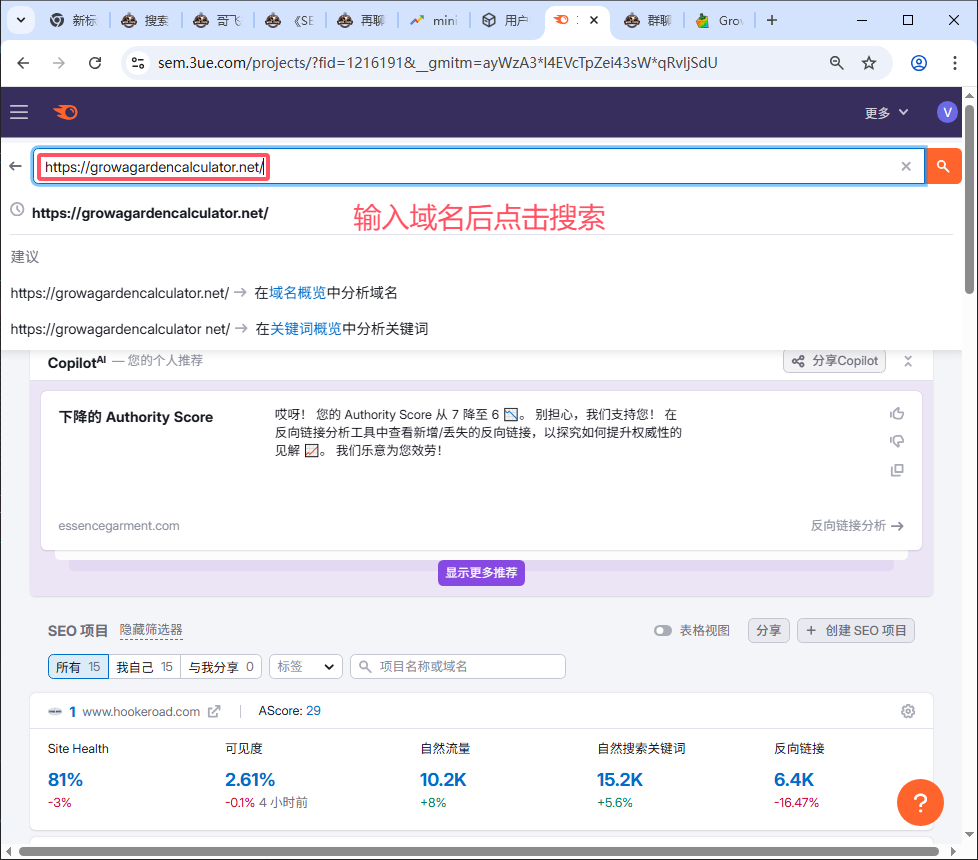 新标
搜索
哥飞
《SE
再聊
mini
用户
群聊
Grov
sem.3ue.com/projects/?fid=1216191&__gmitm=ayWzA3*I4EVcTpZei43sW*qRvIjSdU
更多
V
https://growagardencalculator.net/
https://growagardencalculator.net/
输入域名后点击搜索
建议
https://growagardencalculator.net/ → 在域名概览中分析域名
https://growagardencalculator net/ → 在关键词概览中分析关键词
CopilotAI — 您的个人推荐
分享Copilot
下降的 Authority Score
哎呀！ 您的 Authority Score 从 7 降至 6 📉。 别担心，我们支持您！ 在
反向链接分析工具中查看新增/丢失的反向链接，以探究如何提升权威性的
见解 📈。 我们乐意为您效劳！
essencegarment.com
反向链接分析 →
显示更多推荐
SEO 项目 隐藏筛选器
表格视图
分享
+ 创建 SEO 项目
所有 15
我自己 15
与我分享 0
标签
项目名称或域名
1 www.hookeroad.com
AScore: 29
Site Health 可见度 自然流量 自然搜索关键词 反向链接
81% 2.61% 10.2K 15.2K 6.4K
-3% -0.1% 4 小时前 +8% +5.6% -16.47%
?